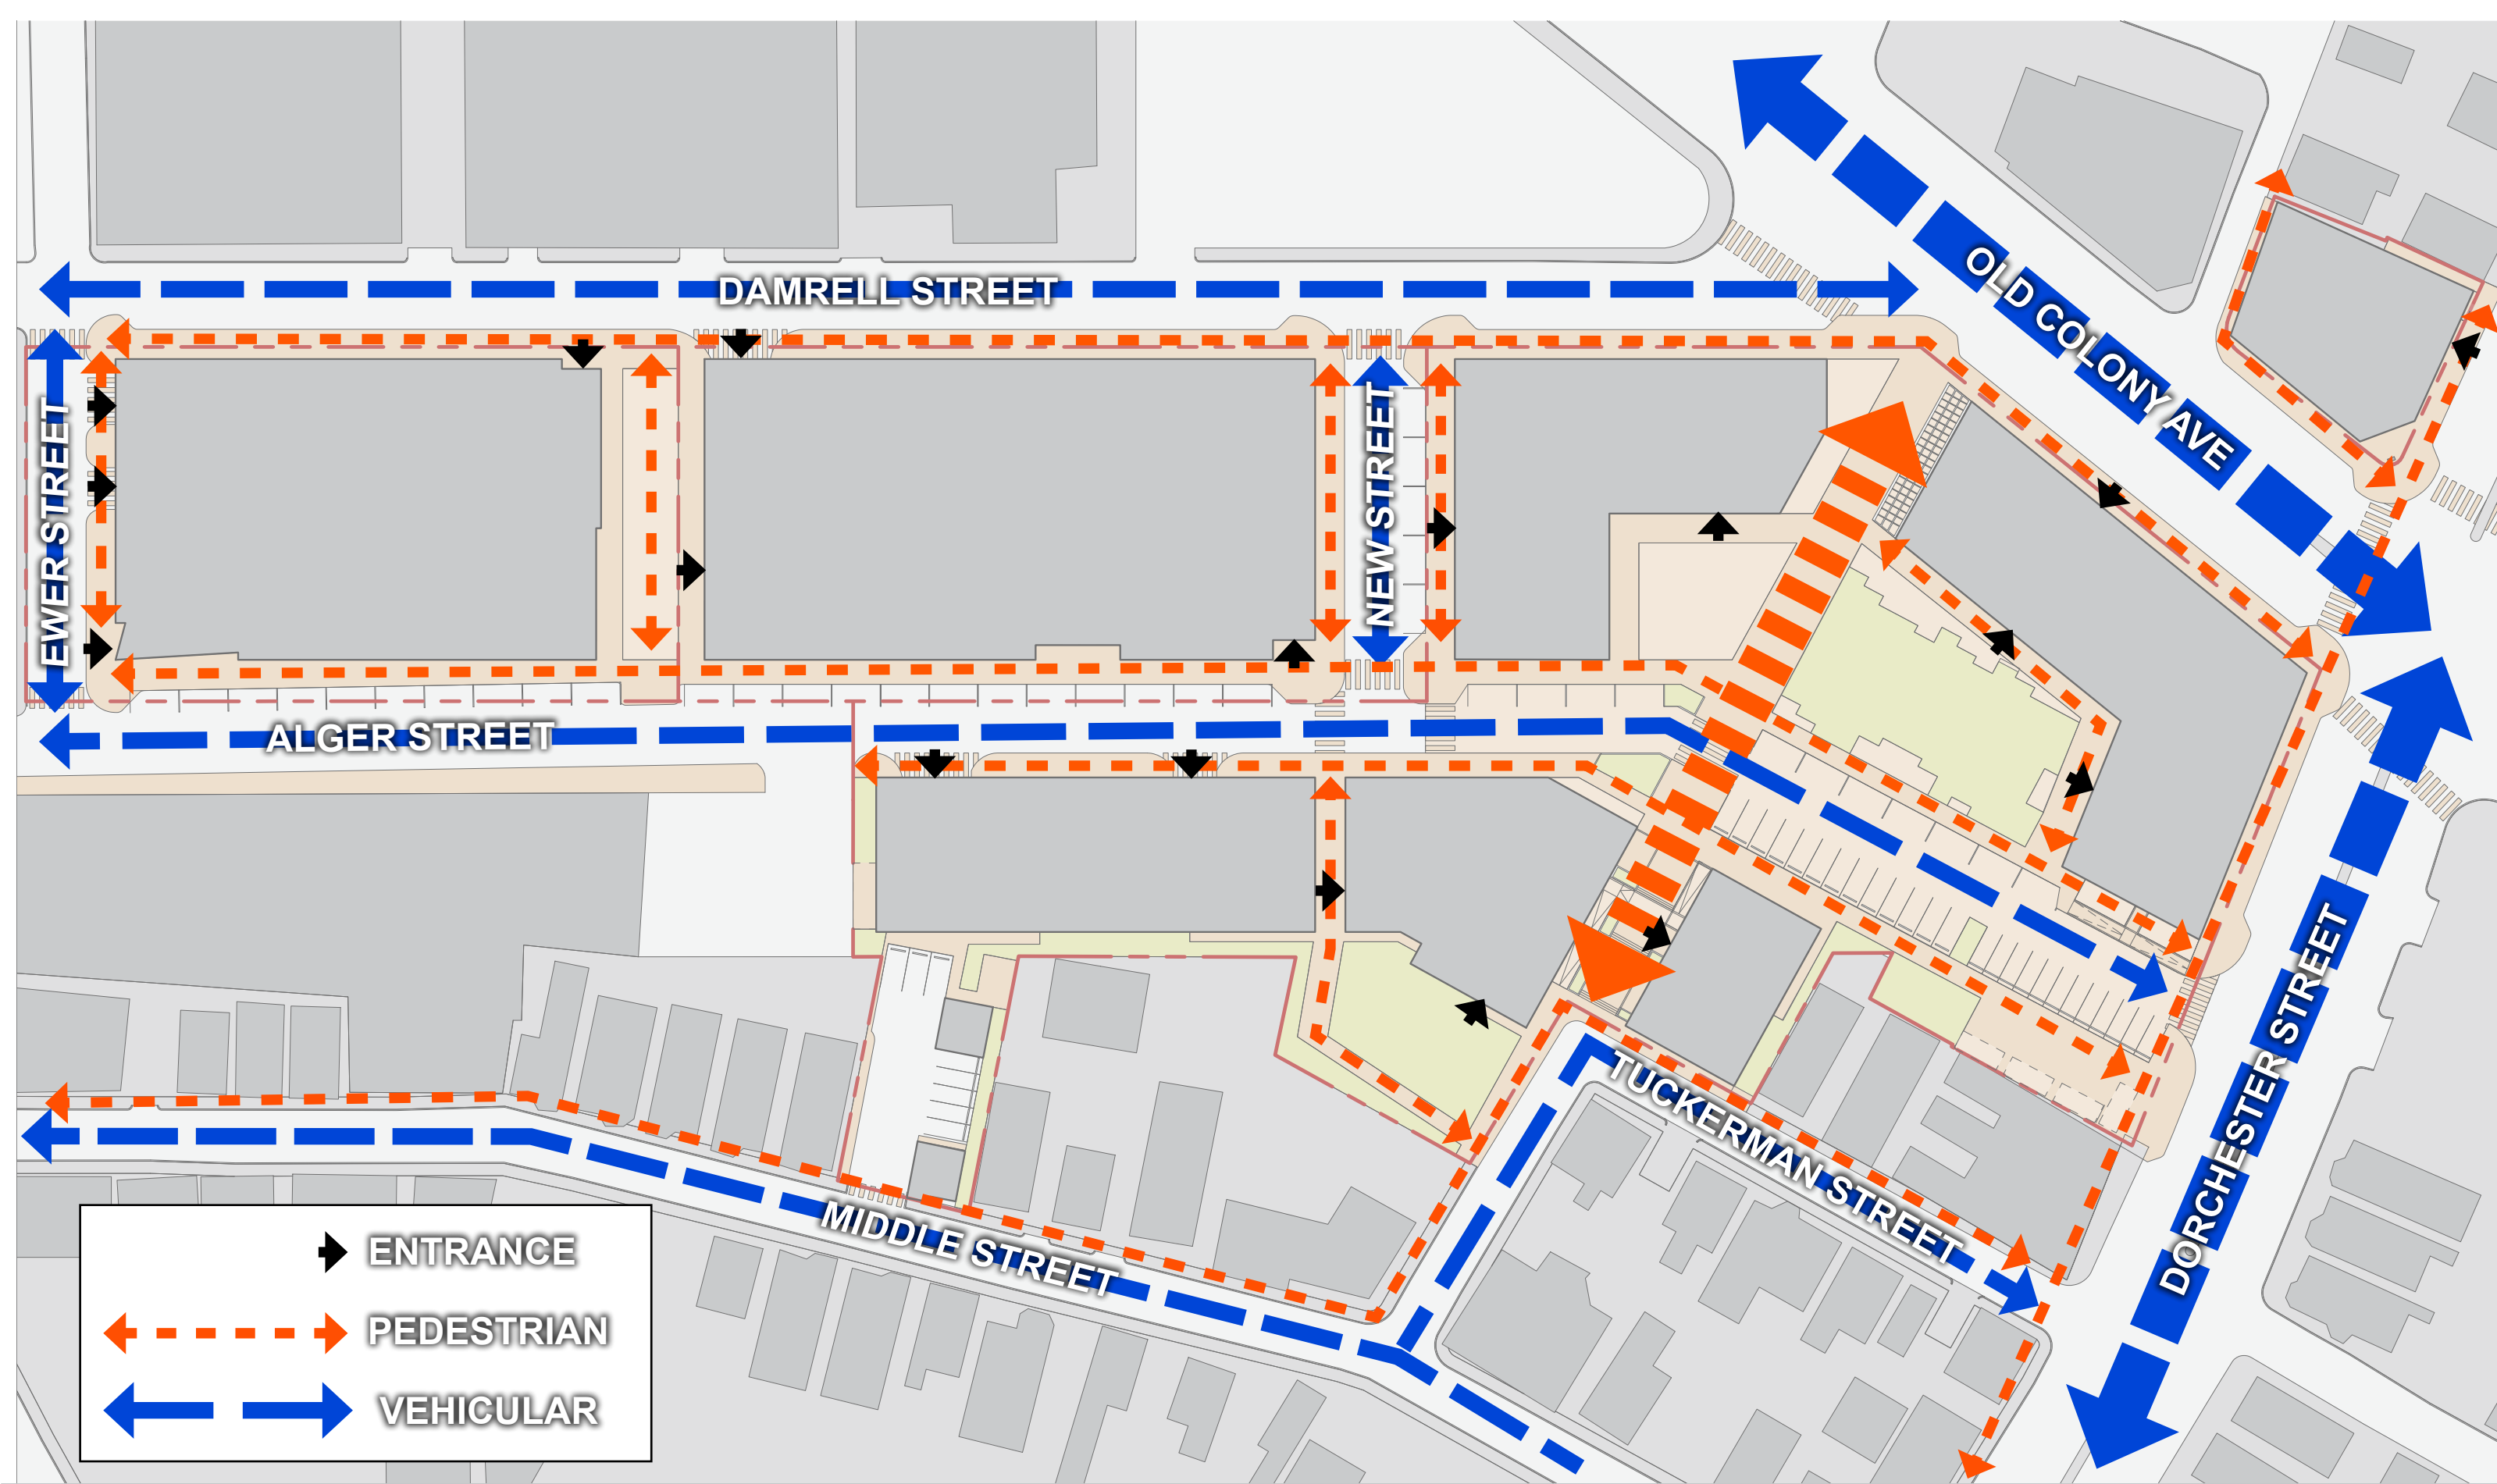 DAMRELL STREET
OLD COLONY AVE
EWER STREET
NEW STREET
ALGER STREET
DORCHESTER STREET
TUCKERMAN STREET
MIDDLE STREET
ENTRANCE
PEDESTRIAN
VEHICULAR